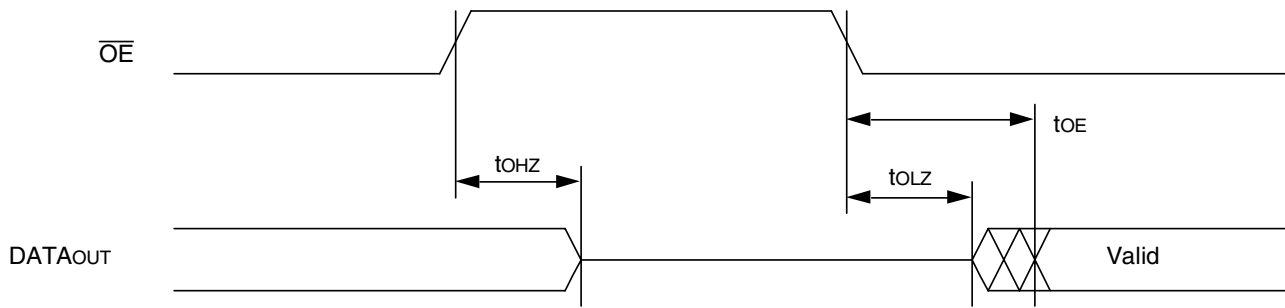 OE
tOE
tOHZ
tOLZ
DATAOUT
Valid